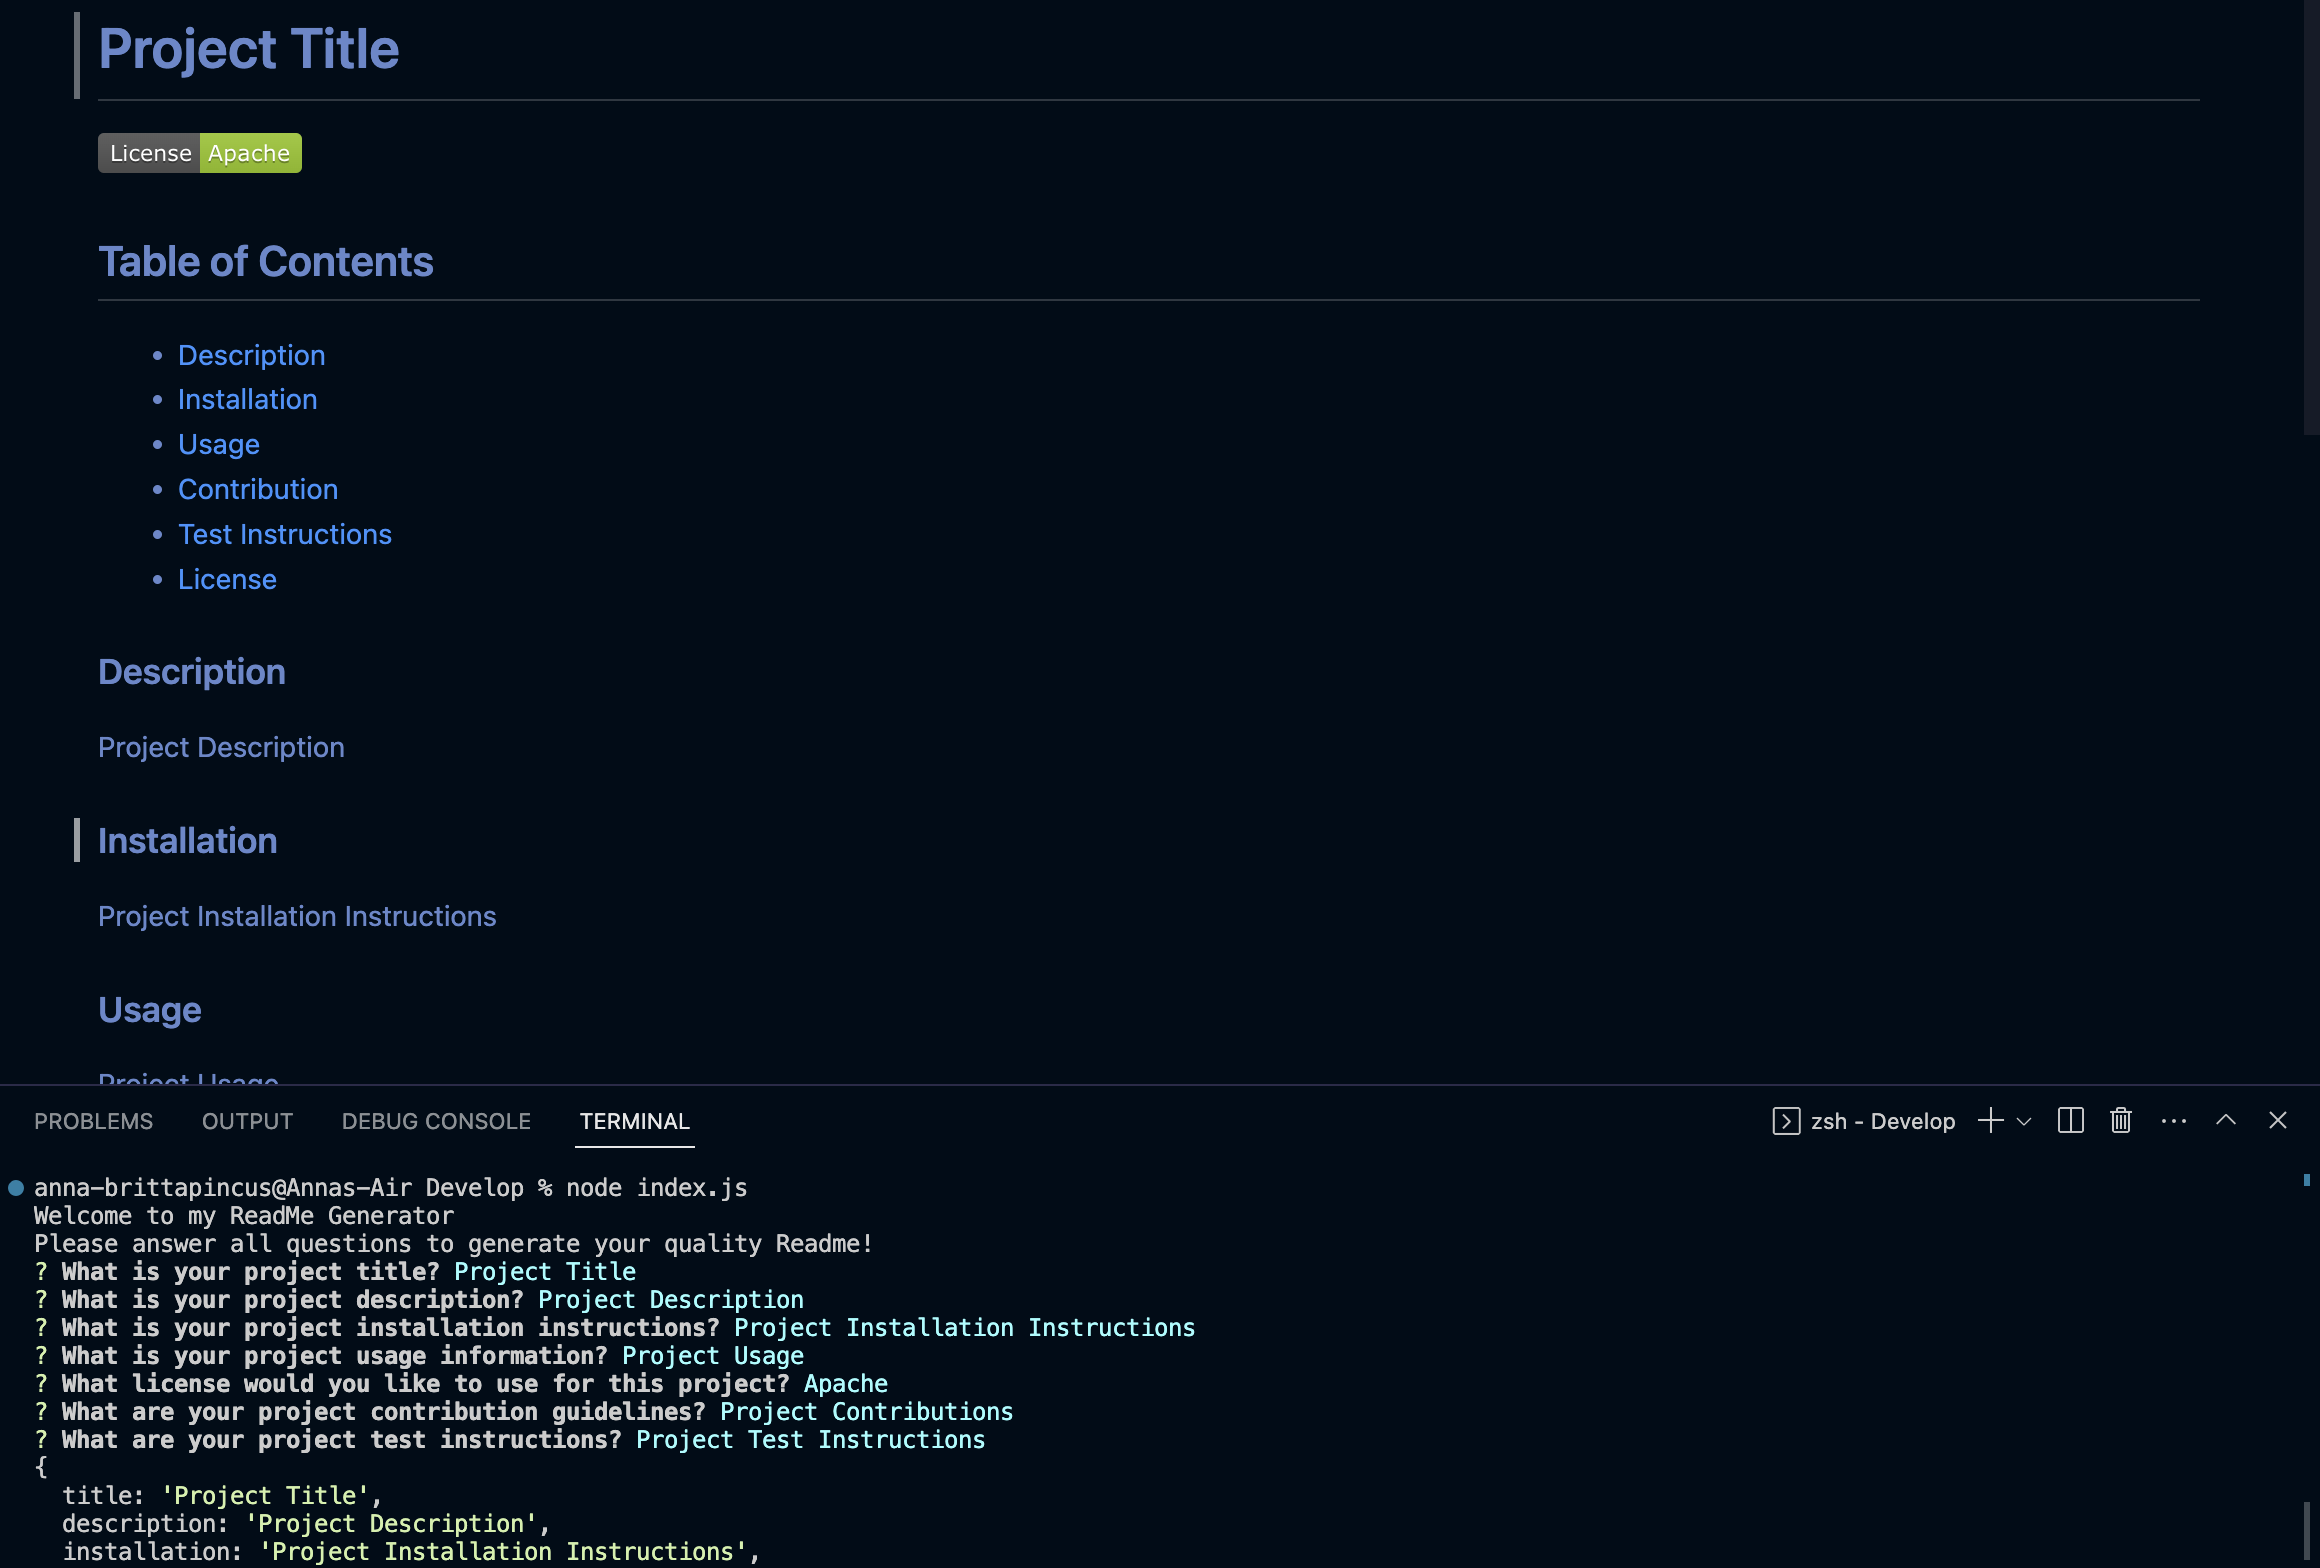 Project Title
License Apache
Table of Contents
Description
Installation
Usage
Contribution
Test Instructions
License
Description
Project Description
Installation
Project Installation Instructions
Usage
Project Usage
PROBLEMS OUTPUT DEBUG CONSOLE TERMINAL zsh - Develop
anna-brittapincus@Annas-Air Develop % node index.js
Welcome to my ReadMe Generator
Please answer all questions to generate your quality Readme!
? What is your project title? Project Title
? What is your project description? Project Description
? What is your project installation instructions? Project Installation Instructions
? What is your project usage information? Project Usage
? What license would you like to use for this project? Apache
? What are your project contribution guidelines? Project Contributions
? What are your project test instructions? Project Test Instructions
{
title: 'Project Title',
description: 'Project Description',
installation: 'Project Installation Instructions',